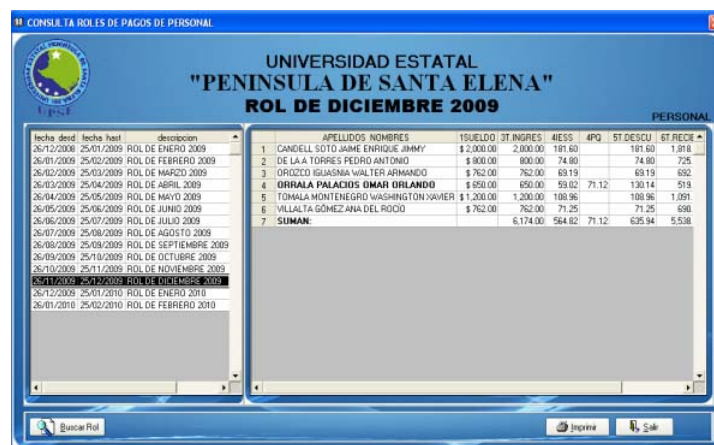 CONSULTA ROLES DE PAGOS DE PERSONAL
UNIVERSIDAD ESTATAL
"PENINSULA DE SANTA ELENA"
ROL DE DICIEMBRE 2009
Upse
PERSONAL
fecha desd fecha hast descripcion
26/12/2008 25/01/2009 ROL DE ENERO 2009
26/01/2009 25/02/2009 ROL DE FEBRERO 2009
26/02/2009 25/03/2009 ROL DE MARZO 2009
26/03/2009 25/04/2009 ROL DE ABRIL 2009
26/04/2009 25/05/2009 ROL DE MAYO 2009
26/05/2009 25/06/2009 ROL DE JUNIO 2009
26/06/2009 25/07/2009 ROL DE JULIO 2009
26/07/2009 25/08/2009 ROL DE AGOSTO 2009
26/08/2009 25/09/2009 ROL DE SEPTIEMBRE 2009
26/09/2009 25/10/2009 ROL DE OCTUBRE 2009
26/10/2009 25/11/2009 ROL DE NOVIEMBRE 2009
26/11/2009 25/12/2009 ROL DE DICIEMBRE 2009
26/12/2009 25/01/2010 ROL DE ENERO 2010
26/01/2010 25/02/2010 ROL DE FEBRERO 2010
APELLIDOS NOMBRES 1SUELDO 3T.INGRES 4IESS 4PQ 5T.DESCU 6T.RECIE
1 CANDELL SOTO JAIME ENRIQUE JIMMY $ 2,000.00 2,000.00 181.60 181.60 1,818.
2 DE LA A TORRES PEDRO ANTONIO $ 800.00 800.00 74.80 74.80 725.
3 OROZCO IGUASNIA WALTER ARMANDO $ 762.00 762.00 69.19 69.19 692.
4 ORRALA PALACIOS OMAR ORLANDO $ 650.00 650.00 59.02 71.12 130.14 519.
5 TOMALA MONTENEGRO WASHINGTON XAVIER $ 1,200.00 1,200.00 108.96 108.96 1,091.
6 VILLALTA GÓMEZ ANA DEL ROCÍO $ 762.00 762.00 71.25 71.25 690.
7 SUMAN: 6,174.00 564.82 71.12 635.94 5,538.
Buscar Rol
Imprimir
Salir